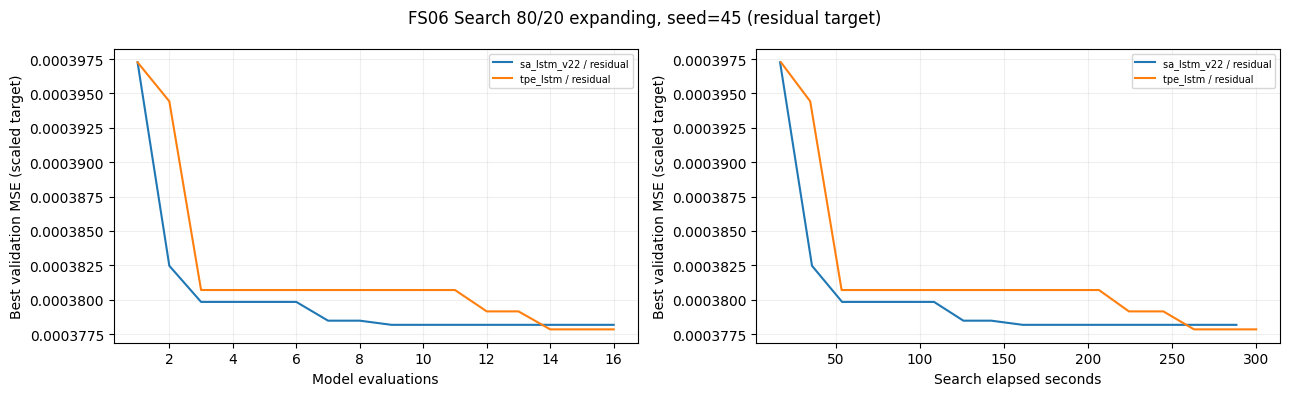 FS06 Search 80/20 expanding, seed=45 (residual target)
Best validation MSE (scaled target)
0.0003975
0.0003950
0.0003925
0.0003900
0.0003875
0.0003850
0.0003825
0.0003800
0.0003775
sa_lstm_v22 / residual
tpe_lstm / residual
2 4 6 8 10 12 14 16
Model evaluations
Best validation MSE (scaled target)
0.0003975
0.0003950
0.0003925
0.0003900
0.0003875
0.0003850
0.0003825
0.0003800
0.0003775
sa_lstm_v22 / residual
tpe_lstm / residual
50 100 150 200 250 300
Search elapsed seconds